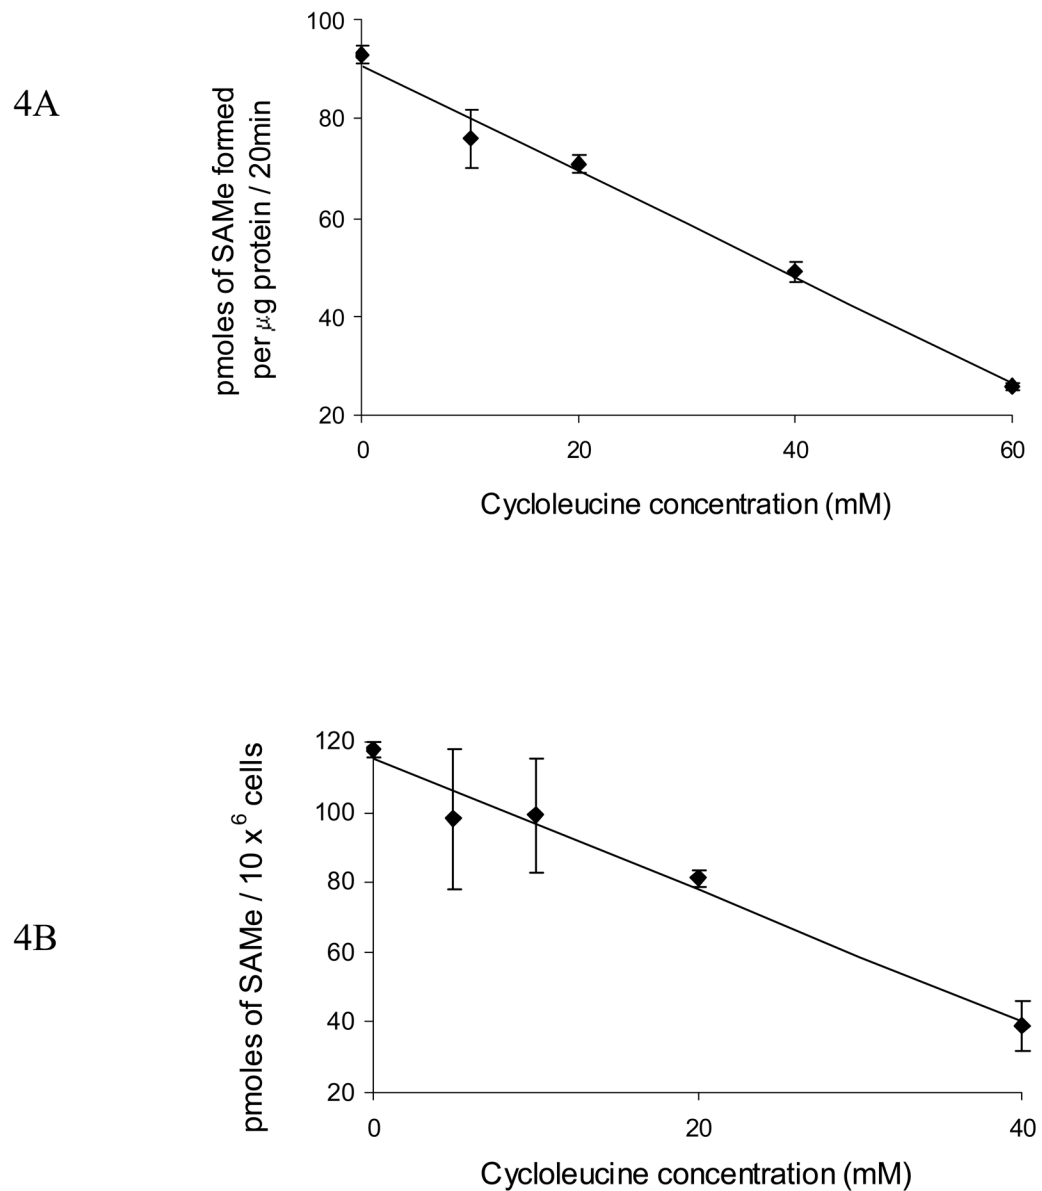 4A
pmoles of SAMe formed
per μg protein / 20min
100
80
60
40
20
0 20 40 60
Cycloleucine concentration (mM)
4B
pmoles of SAMe / 10 x⁶ cells
120
100
80
60
40
20
0 20 40
Cycloleucine concentration (mM)